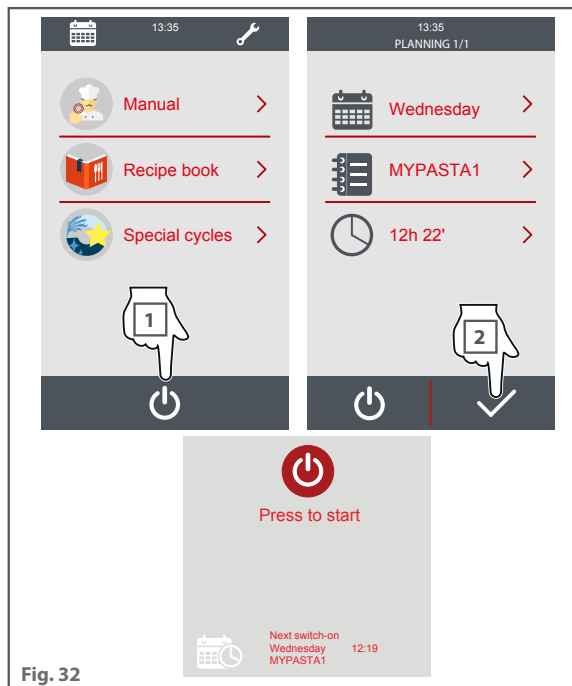 13:35
Manual
Recipe book
Special cycles
1
13:35
PLANNING 1/1
Wednesday
MYPASTA1
12h 22'
2
Press to start
Next switch-on
Wednesday 12:19
MYPASTA1
Fig. 32